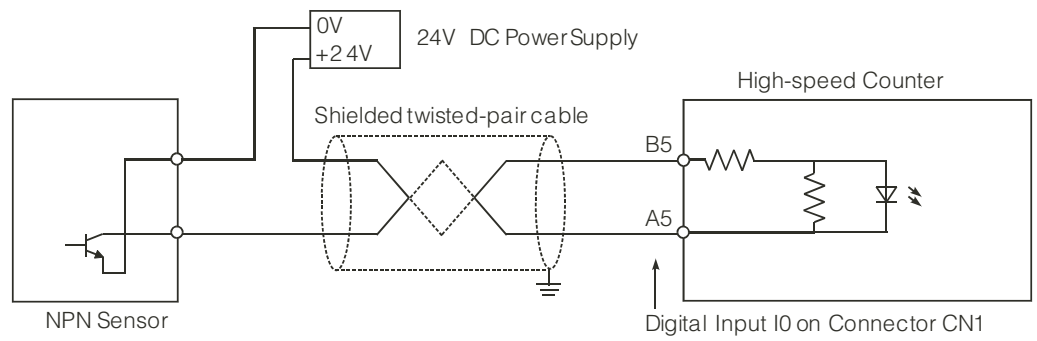 0V
+24V
24V DC Power Supply
High-speed Counter
Shielded twisted-pair cable
B5
A5
NPN Sensor
Digital Input I0 on Connector CN1